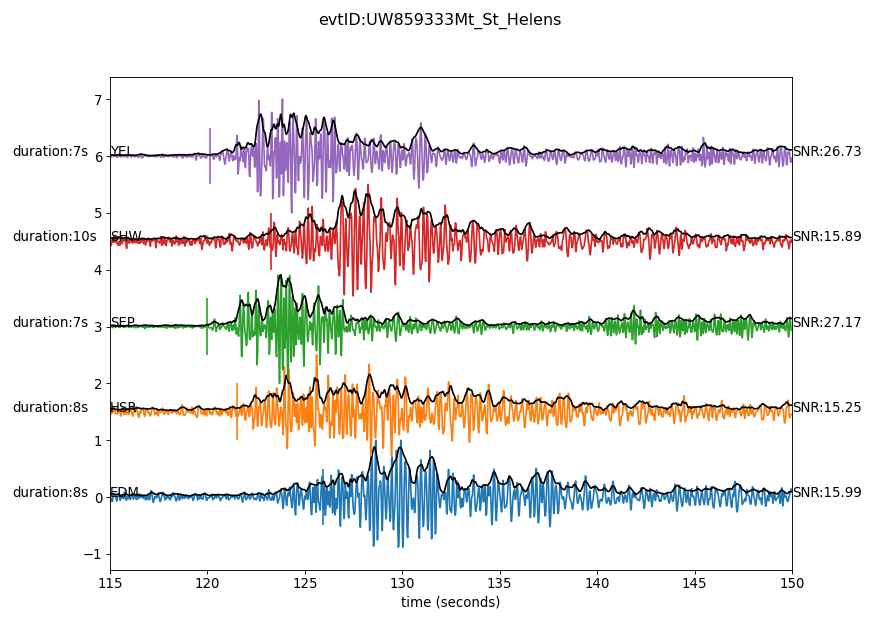 evtID:UW859333Mt_St_Helens
7
duration:7s YEL SNR:26.73
6
5
duration:10s SHW SNR:15.89
4
duration:7s SEP SNR:27.17
3
2
duration:8s HSR SNR:15.25
1
duration:8s EDM SNR:15.99
0
−1
115 120 125 130 135 140 145 150
time (seconds)